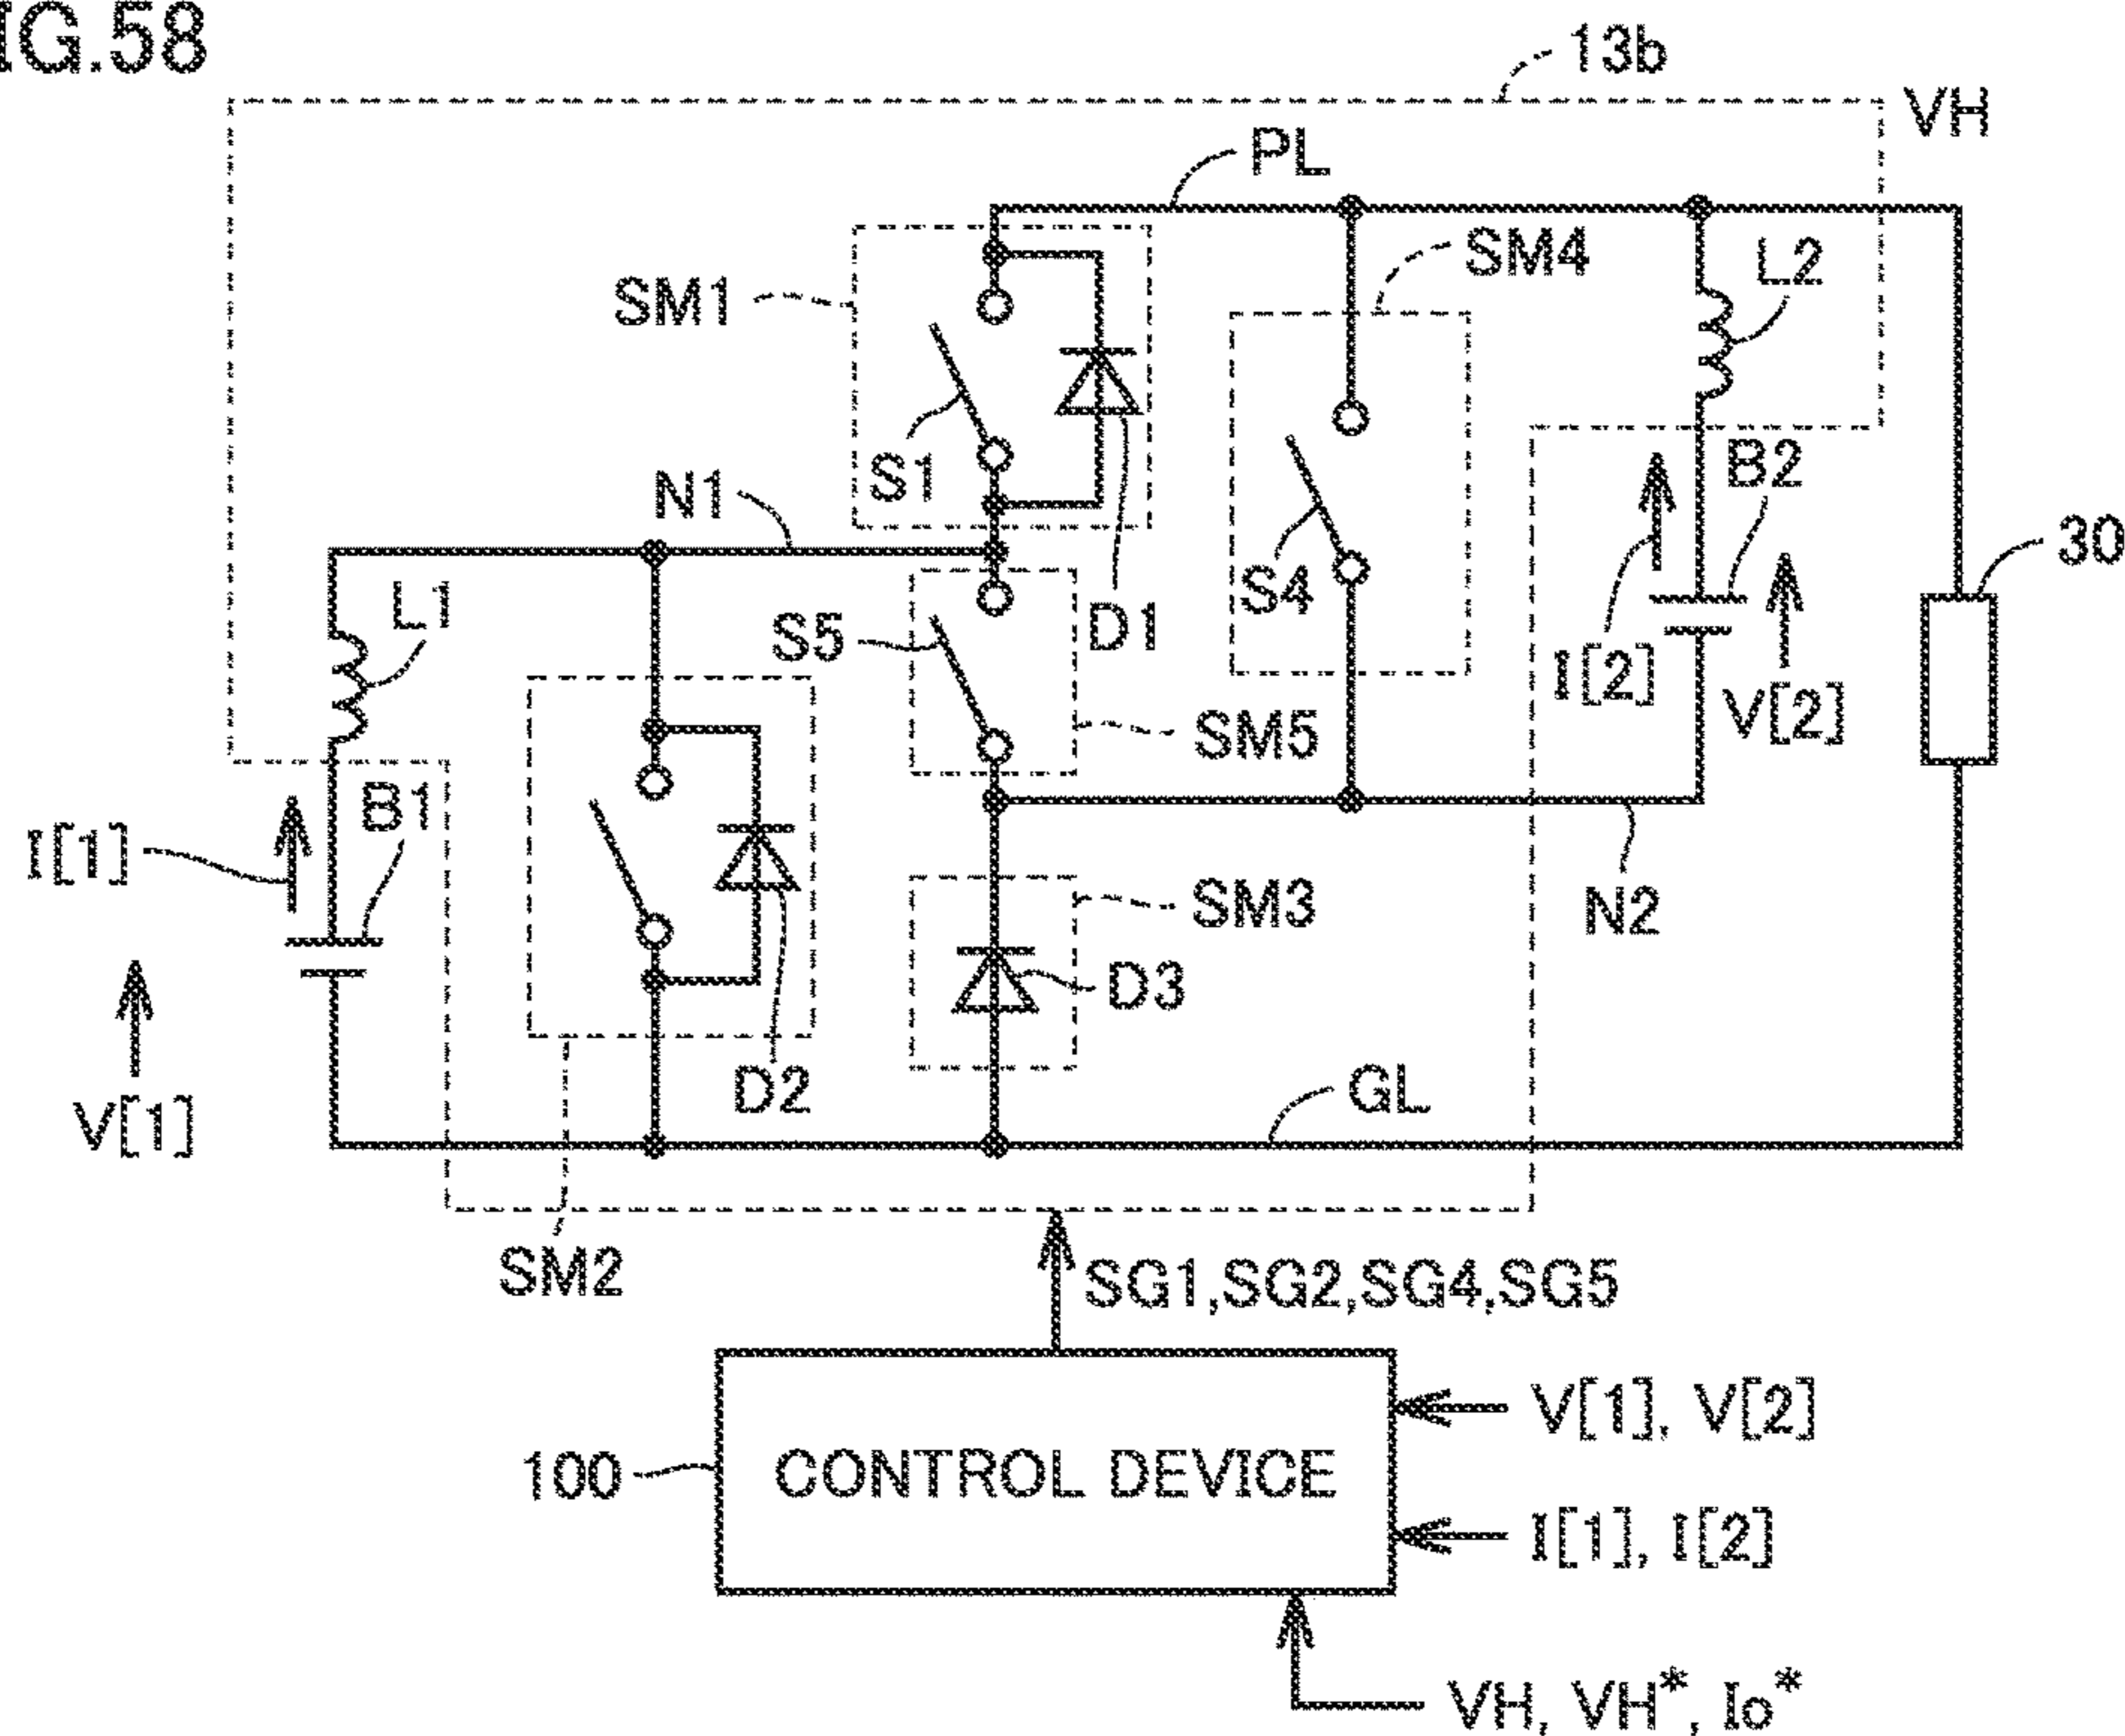 IG.58
13b
VH
PL
SM1
SM4
L2
S1
N1
B2
30
L1
S5
D1
S4
I[2]
V[2]
SM5
B1
I[1]
SM3
N2
D3
V[1]
D2
GL
SM2
SG1,SG2,SG4,SG5
100
CONTROL DEVICE
V[1], V[2]
I[1], I[2]
VH, VH*, Io*